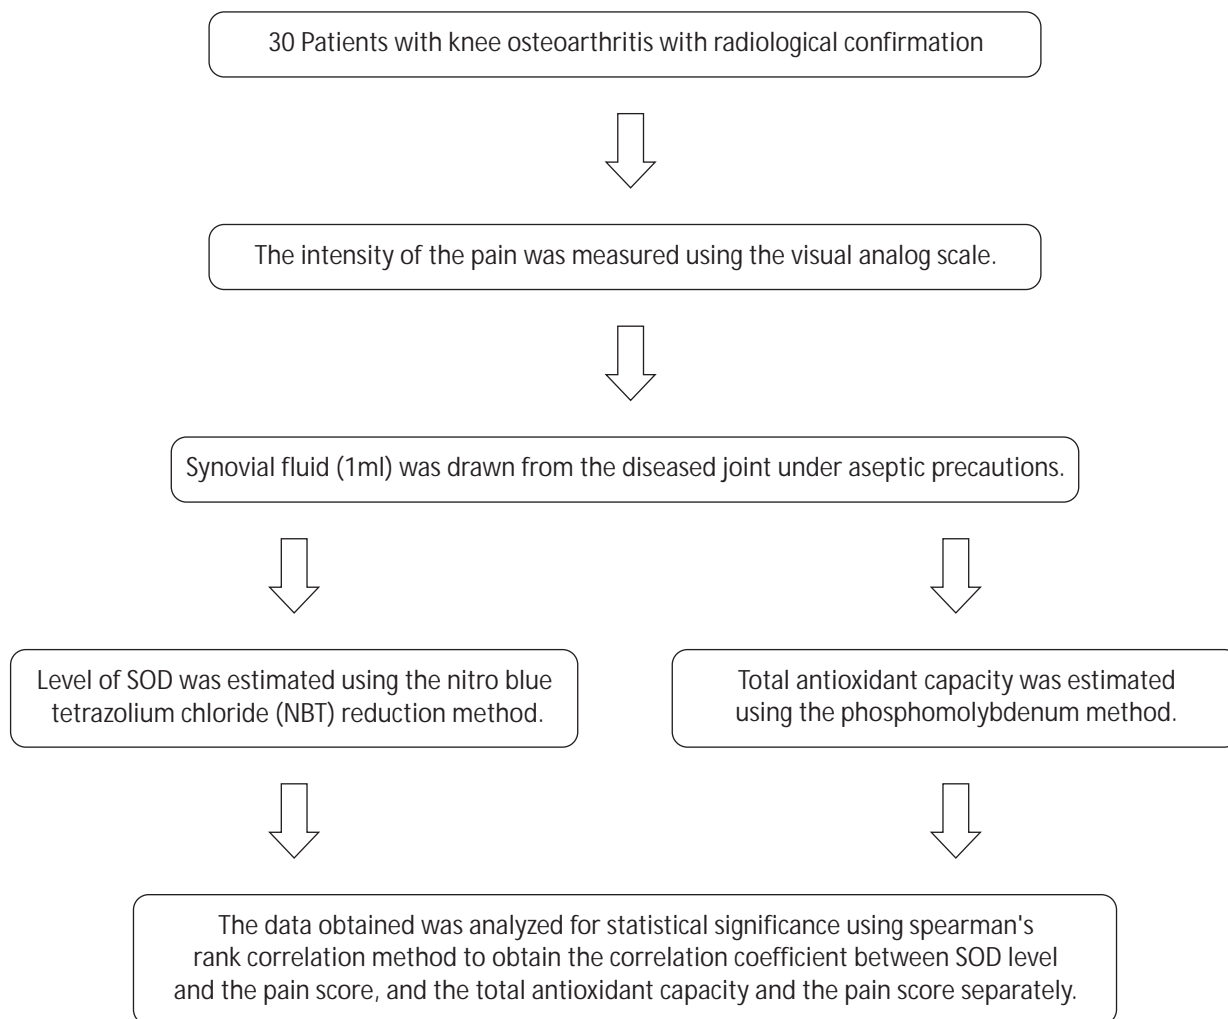 30 Patients with knee osteoarthritis with radiological confirmation
The intensity of the pain was measured using the visual analog scale.
Synovial fluid (1ml) was drawn from the diseased joint under aseptic precautions.
Level of SOD was estimated using the nitro blue
tetrazolium chloride (NBT) reduction method.
Total antioxidant capacity was estimated
using the phosphomolybdenum method.
The data obtained was analyzed for statistical significance using spearman's
rank correlation method to obtain the correlation coefficient between SOD level
and the pain score, and the total antioxidant capacity and the pain score separately.